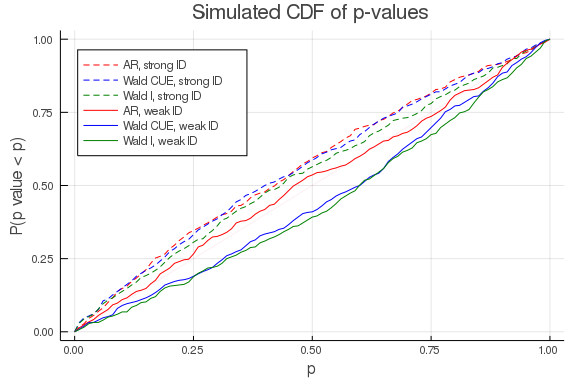 Simulated CDF of p-values
1.00
0.75
0.50
0.25
0.00
P(p value < p)
AR, strong ID
Wald CUE, strong ID
Wald I, strong ID
AR, weak ID
Wald CUE, weak ID
Wald I, weak ID
0.00 0.25 0.50 0.75 1.00
p